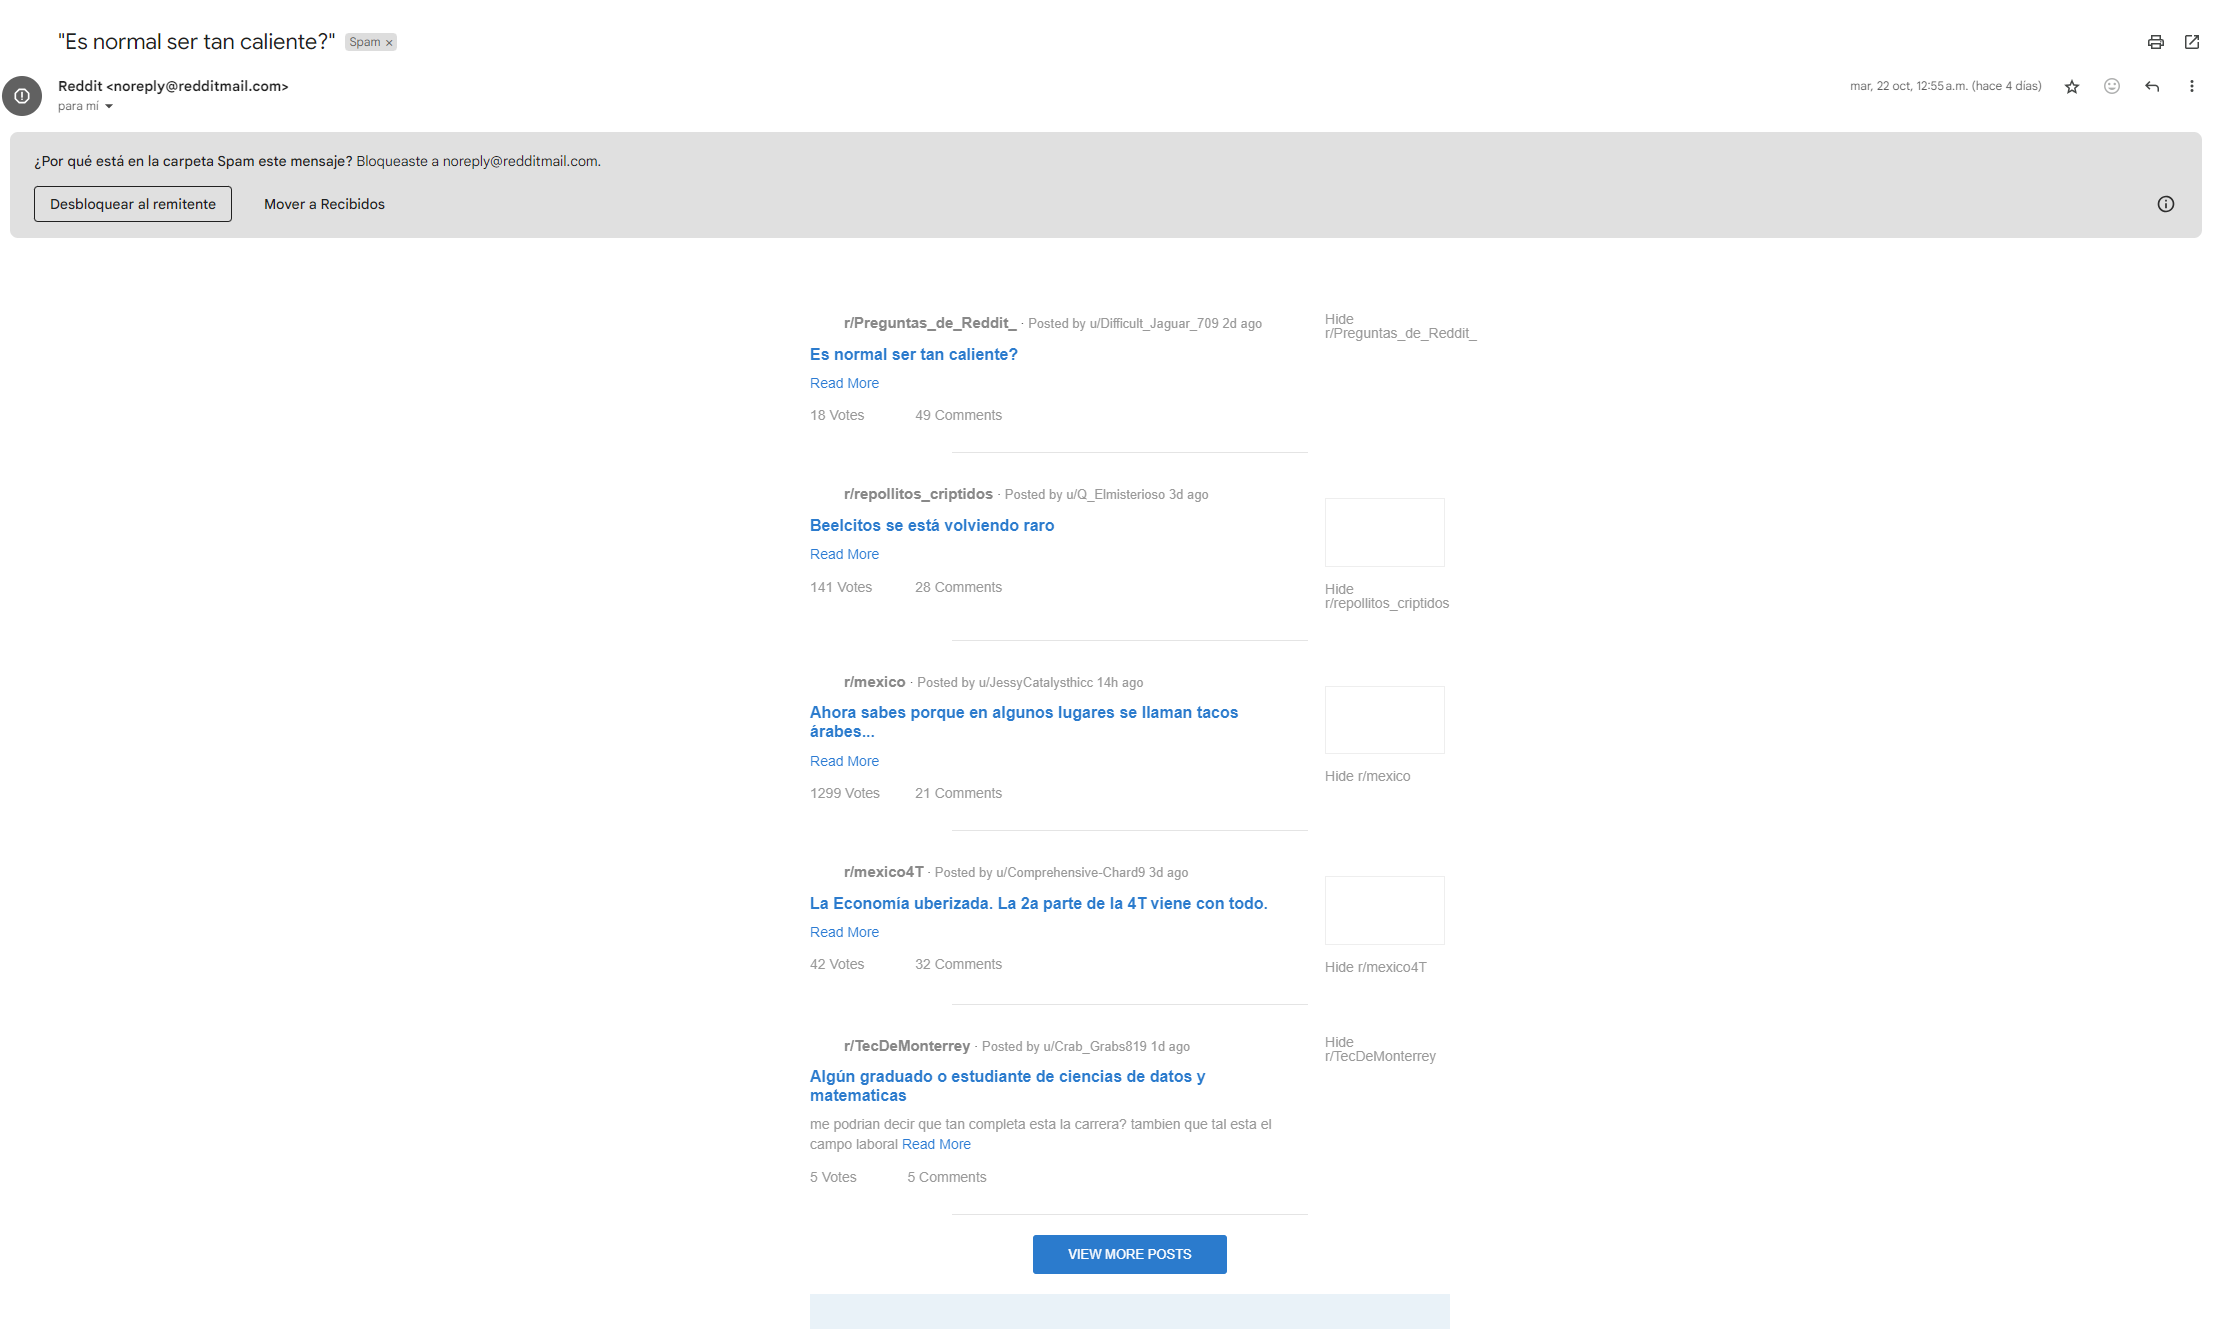 "Es normal ser tan caliente?" Spam ×
Reddit <noreply@redditmail.com>
mar, 22 oct, 12:55 a.m. (hace 4 días)
para mí
¿Por qué está en la carpeta Spam este mensaje? Bloqueaste a noreply@redditmail.com.
Desbloquear al remitente Mover a Recibidos
r/Preguntas_de_Reddit_ · Posted by u/Difficult_Jaguar_709 2d ago
Hide
r/Preguntas_de_Reddit_
Es normal ser tan caliente?
Read More
18 Votes 49 Comments
r/repollitos_criptidos · Posted by u/Q_Elmisterioso 3d ago
Beelcitos se está volviendo raro
Read More
141 Votes 28 Comments
Hide
r/repollitos_criptidos
r/mexico · Posted by u/JessyCatalysthicc 14h ago
Ahora sabes porque en algunos lugares se llaman tacos
árabes...
Read More
1299 Votes 21 Comments
Hide r/mexico
r/mexico4T · Posted by u/Comprehensive-Chard9 3d ago
La Economía uberizada. La 2a parte de la 4T viene con todo.
Read More
42 Votes 32 Comments
Hide r/mexico4T
r/TecDeMonterrey · Posted by u/Crab_Grabs819 1d ago
Hide
r/TecDeMonterrey
Algún graduado o estudiante de ciencias de datos y
matematicas
me podrian decir que tan completa esta la carrera? tambien que tal esta el
campo laboral Read More
5 Votes 5 Comments
VIEW MORE POSTS